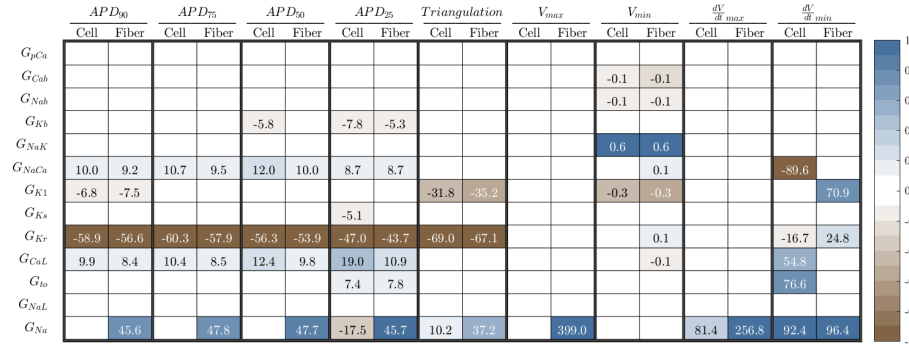 APD90 APD75 APD50 APD25 Triangulation Vmax Vmin dV/dt max dV/dt min
Cell Fiber Cell Fiber Cell Fiber Cell Fiber Cell Fiber Cell Fiber Cell Fiber Cell Fiber Cell Fiber
GpCa
GCab -0.1 -0.1
GNab -0.1 -0.1
GKb -5.8 -7.8 -5.3
GNaK 0.6 0.6
GNaCa 10.0 9.2 10.7 9.5 12.0 10.0 8.7 8.7 0.1 -89.6
GK1 -6.8 -7.5 -31.8 -35.2 -0.3 -0.3 70.9
GKs -5.1
GKr -58.9 -56.6 -60.3 -57.9 -56.3 -53.9 -47.0 -43.7 -69.0 -67.1 0.1 -16.7 24.8
GCaL 9.9 8.4 10.4 8.5 12.4 9.8 19.0 10.9 -0.1 54.8
Gto 7.4 7.8 76.6
GNaL
GNa 45.6 47.8 47.7 -17.5 45.7 10.2 37.2 399.0 81.4 256.8 92.4 96.4